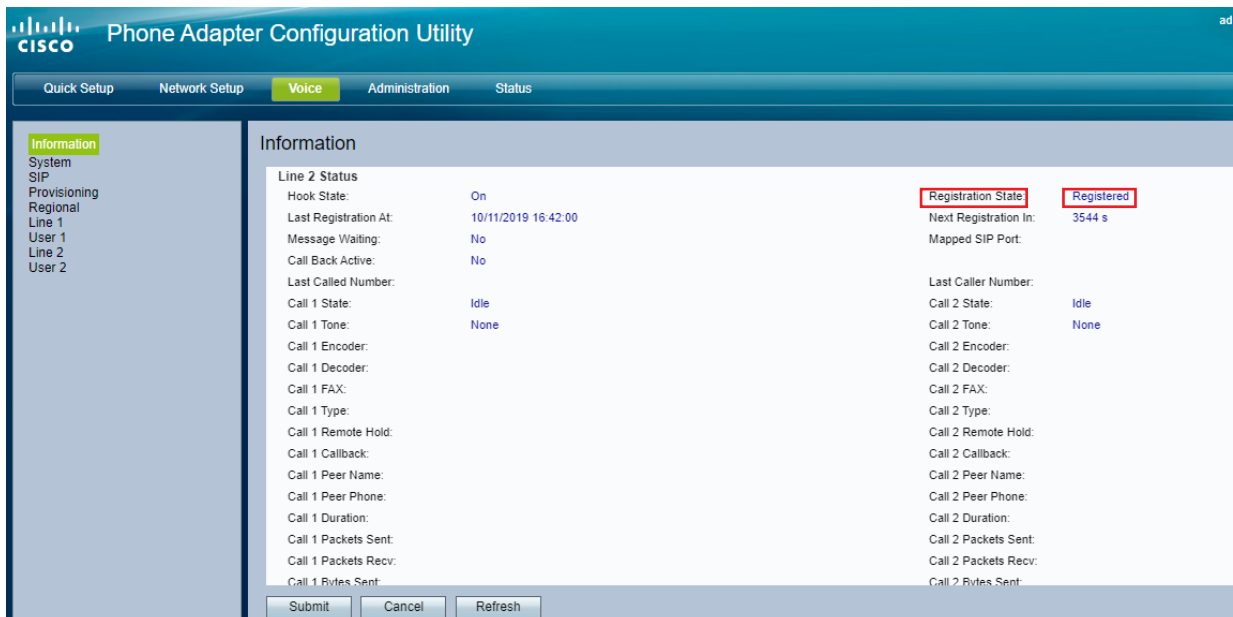 ad
CISCO Phone Adapter Configuration Utility
Quick Setup Network Setup Voice Administration Status
Information
System
SIP
Provisioning
Regional
Line 1
User 1
Line 2
User 2
Information
Line 2 Status
Hook State: On Registration State: Registered
Last Registration At: 10/11/2019 16:42:00 Next Registration In: 3544 s
Message Waiting: No Mapped SIP Port:
Call Back Active: No
Last Called Number: Last Caller Number:
Call 1 State: Idle Call 2 State: Idle
Call 1 Tone: None Call 2 Tone: None
Call 1 Encoder: Call 2 Encoder:
Call 1 Decoder: Call 2 Decoder:
Call 1 FAX: Call 2 FAX:
Call 1 Type: Call 2 Type:
Call 1 Remote Hold: Call 2 Remote Hold:
Call 1 Callback: Call 2 Callback:
Call 1 Peer Name: Call 2 Peer Name:
Call 1 Peer Phone: Call 2 Peer Phone:
Call 1 Duration: Call 2 Duration:
Call 1 Packets Sent: Call 2 Packets Sent:
Call 1 Packets Recv: Call 2 Packets Recv:
Call 1 Bytes Sent: Call 2 Bytes Sent:
Submit Cancel Refresh